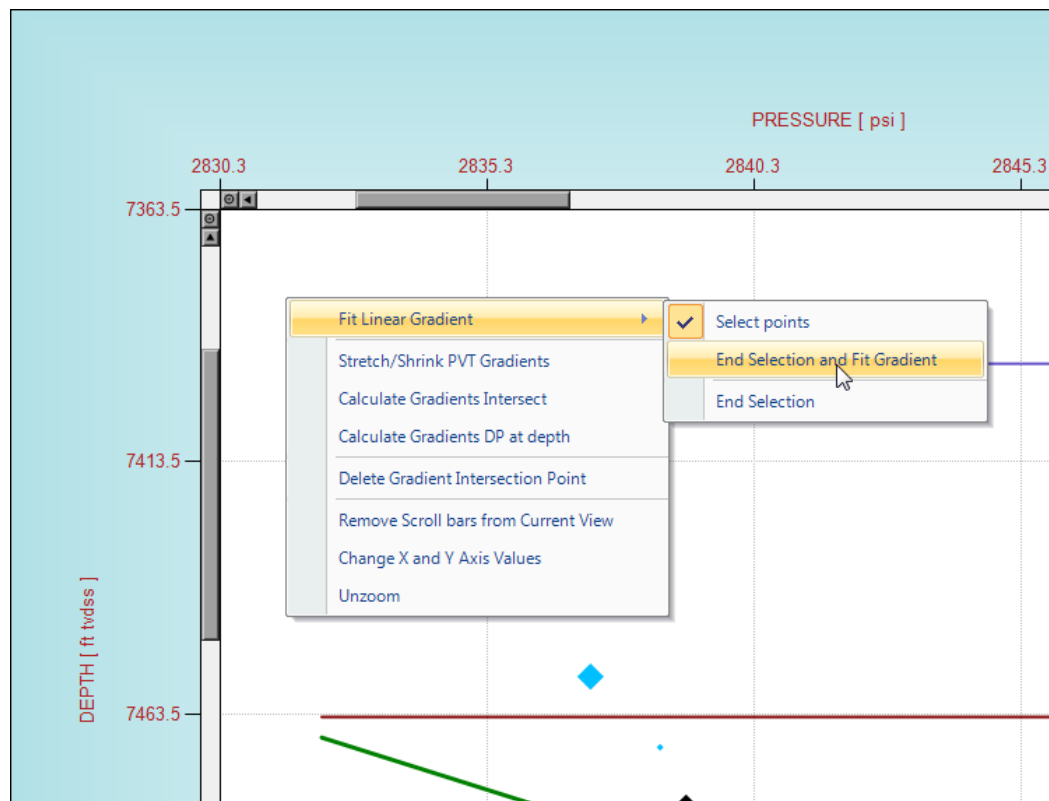 PRESSURE [ psi ]
2830.3 2835.3 2840.3 2845.3
7363.5
Fit Linear Gradient
Select points
Stretch/Shrink PVT Gradients
End Selection and Fit Gradient
Calculate Gradients Intersect
End Selection
Calculate Gradients DP at depth
7413.5
Delete Gradient Intersection Point
Remove Scroll bars from Current View
Change X and Y Axis Values
Unzoom
DEPTH [ ft tvdss ]
7463.5